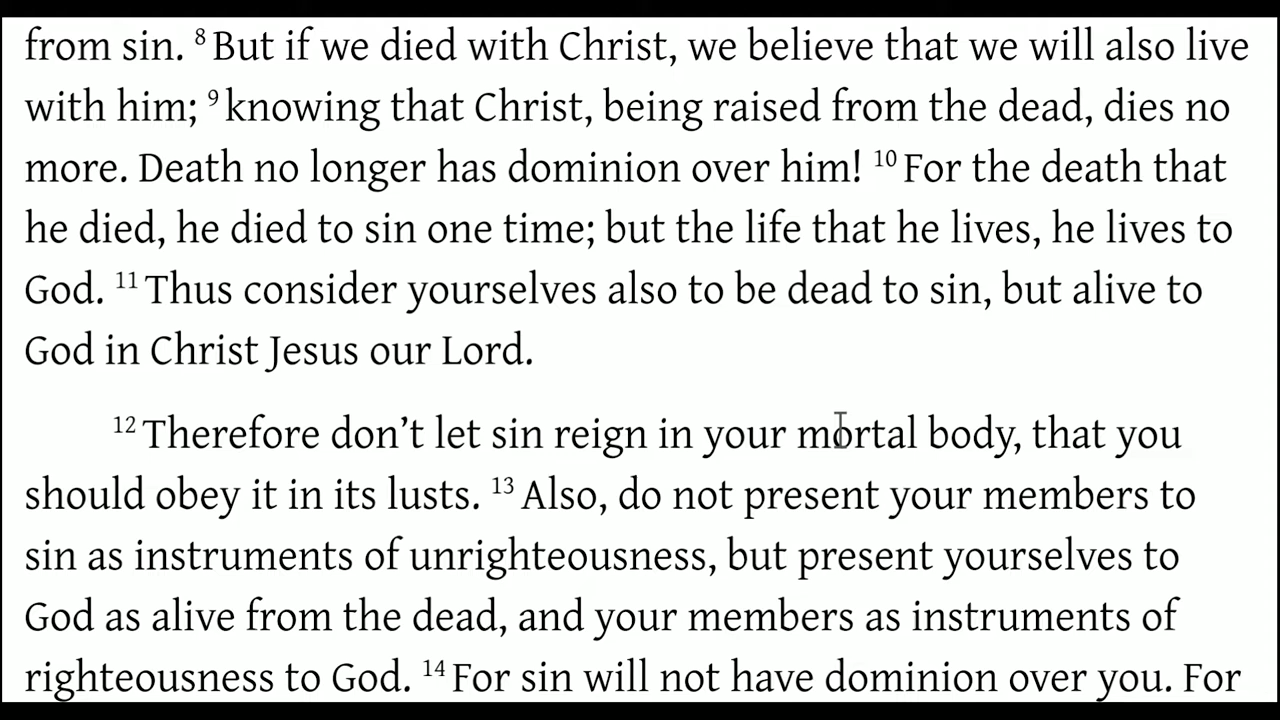 from sin. 8 But if we died with Christ, we believe that we will also live
with him; 9 knowing that Christ, being raised from the dead, dies no
more. Death no longer has dominion over him! 10 For the death that
he died, he died to sin one time; but the life that he lives, he lives to
God. 11 Thus consider yourselves also to be dead to sin, but alive to
God in Christ Jesus our Lord.
12 Therefore don’t let sin reign in your mortal body, that you
should obey it in its lusts. 13 Also, do not present your members to
sin as instruments of unrighteousness, but present yourselves to
God as alive from the dead, and your members as instruments of
righteousness to God. 14 For sin will not have dominion over you. For